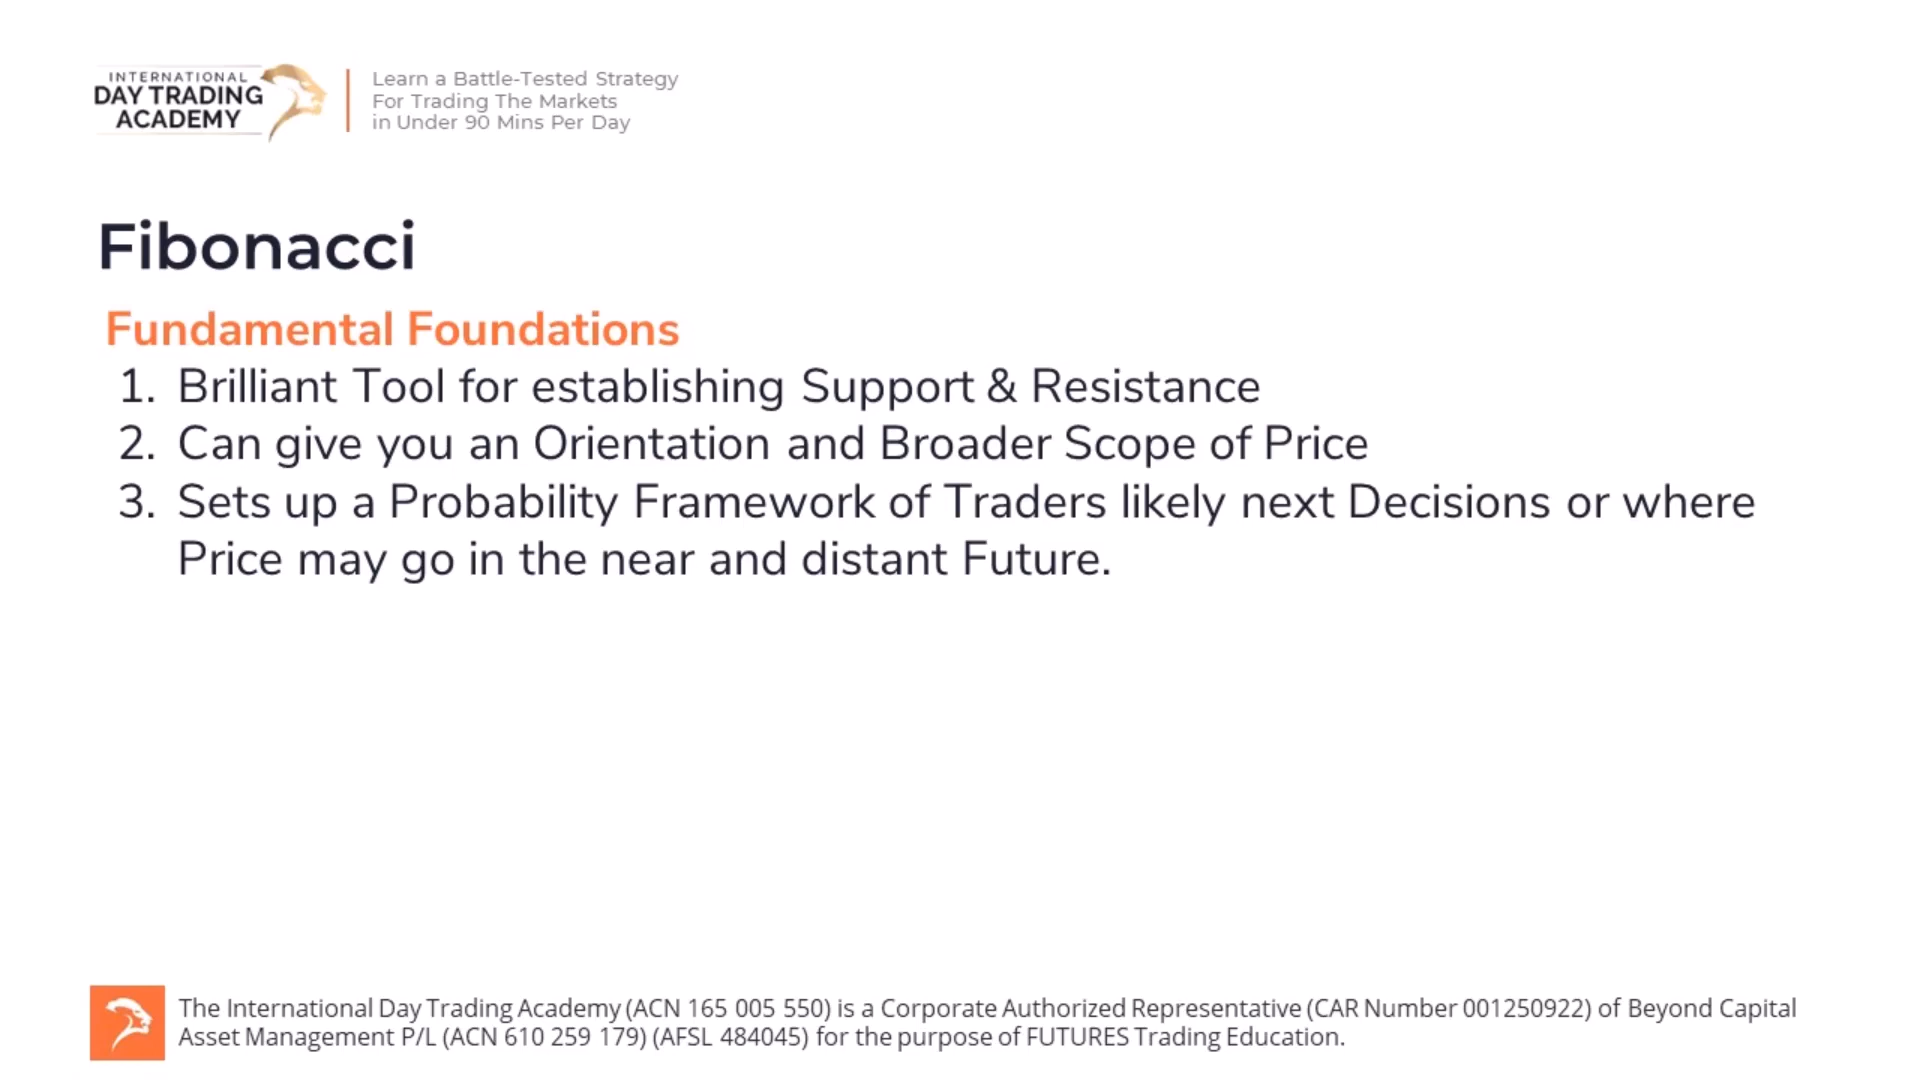 INTERNATIONAL
DAY TRADING
ACADEMY
Learn a Battle-Tested Strategy
For Trading The Markets
in Under 90 Mins Per Day
Fibonacci
Fundamental Foundations
1. Brilliant Tool for establishing Support & Resistance
2. Can give you an Orientation and Broader Scope of Price
3. Sets up a Probability Framework of Traders likely next Decisions or where
Price may go in the near and distant Future.
The International Day Trading Academy (ACN 165 005 550) is a Corporate Authorized Representative (CAR Number 001250922) of Beyond Capital
Asset Management P/L (ACN 610 259 179) (AFSL 484045) for the purpose of FUTURES Trading Education.